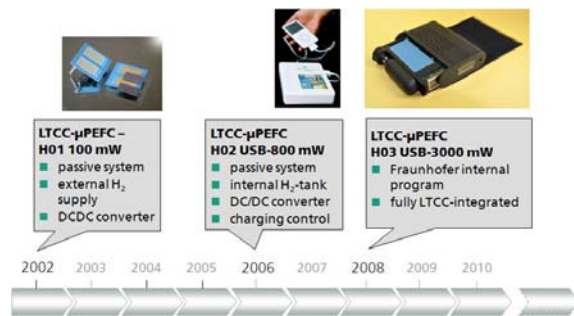 LTCC-µPEFC –
H01 100 mW
passive system
external H₂
supply
DCDC converter
LTCC-µPEFC
H02 USB-800 mW
passive system
internal H₂-tank
DC/DC converter
charging control
LTCC-µPEFC
H03 USB-3000 mW
Fraunhofer internal
program
fully LTCC-integrated
2002 2003 2004 2005 2006 2007 2008 2009 2010